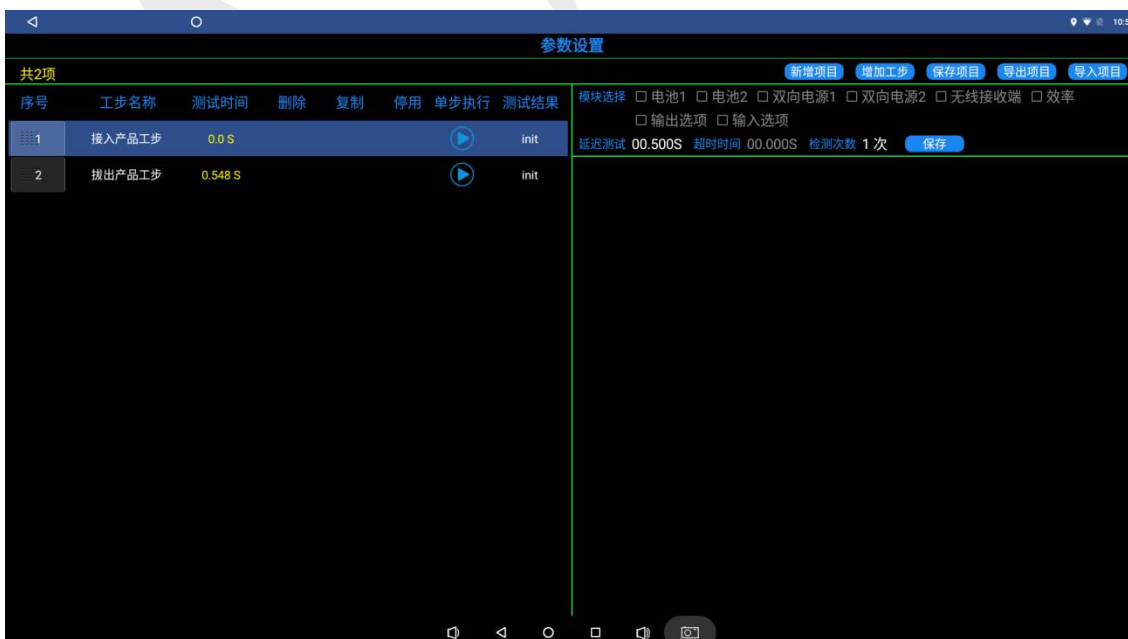 10:5
参数设置
共2项 新增项目 增加工步 保存项目 导出项目 导入项目
序号 工步名称 测试时间 删除 复制 停用 单步执行 测试结果
1 接入产品工步 0.0 S init
2 拔出产品工步 0.548 S init
模块选择 电池1 电池2 双向电源1 双向电源2 无线接收端 效率
输出选项 输入选项
延迟测试 00.500S 超时时间 00.000S 检测次数 1 次 保存